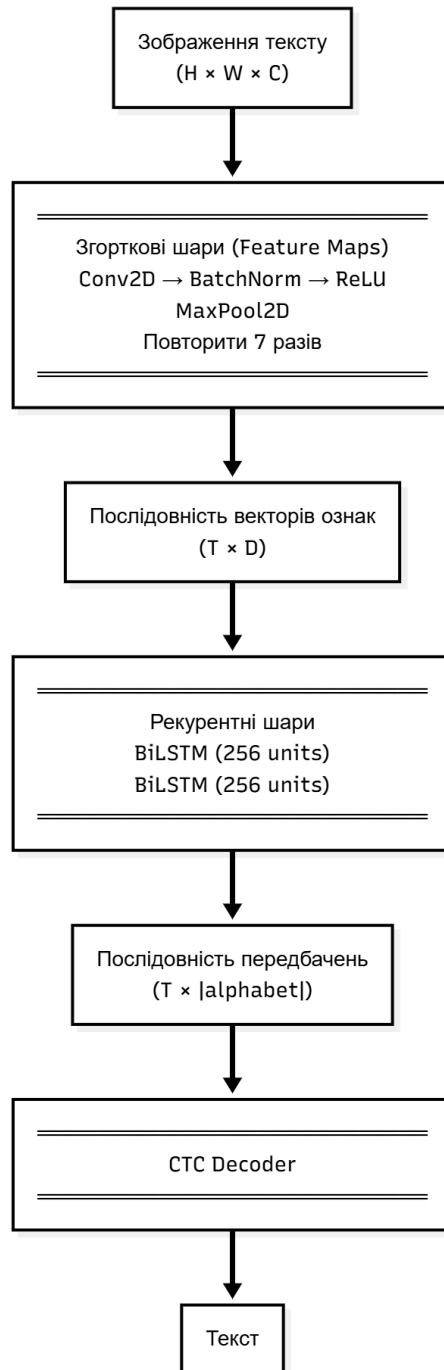 Зображення тексту
(H × W × C)
Згорткові шари (Feature Maps)
Conv2D → BatchNorm → ReLU
MaxPool2D
Повторити 7 разів
Послідовність векторів ознак
(T × D)
Рекурентні шари
BiLSTM (256 units)
BiLSTM (256 units)
Послідовність передбачень
(T × |alphabet|)
CTC Decoder
Текст